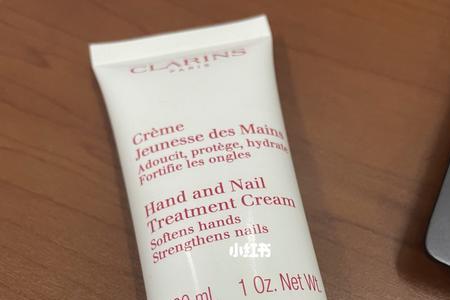 CLARINS
PARIS
Crème
Jeunesse des Mains
Adoucit, protège, hydrate
Fortifie les ongles
Hand and Nail
Treatment Cream
Softens hands
Strengthens nails
小红书
ml 1 Oz. Net Wt.